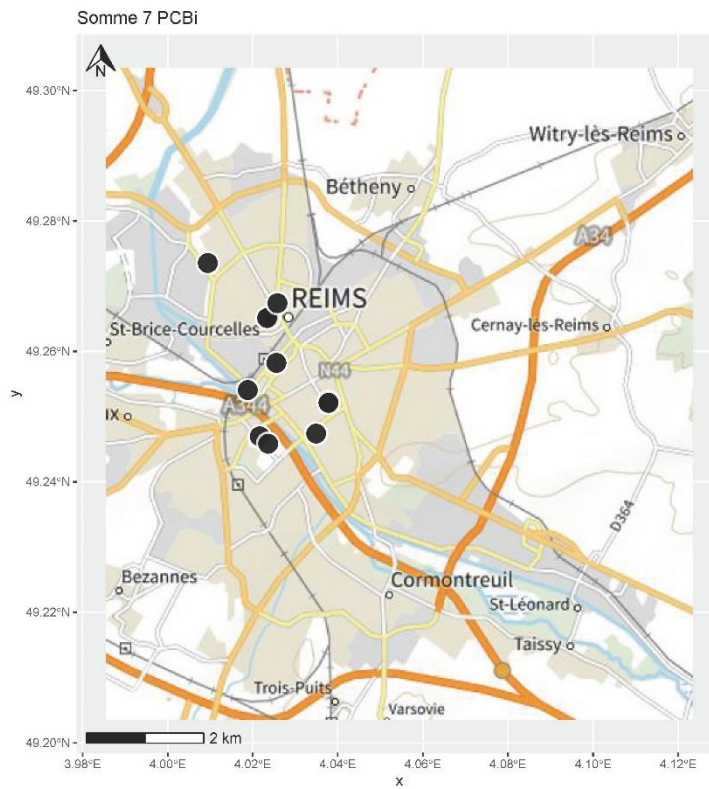 Somme 7 PCBi
N
49.30°N
Witry-lès-Reims
Bétheny
49.28°N
A34
REIMS
St-Brice-Courcelles
Cernay-lès-Reims
49.26°N
N44
A344
IX
y
49.24°N
D364
Bezannes
Cormontreuil
49.22°N
St-Léonard
Taissy
Trois-Puits
Varsovie
49.20°N
2 km
3.98°E 4.00°E 4.02°E 4.04°E 4.06°E 4.08°E 4.10°E 4.12°E
x